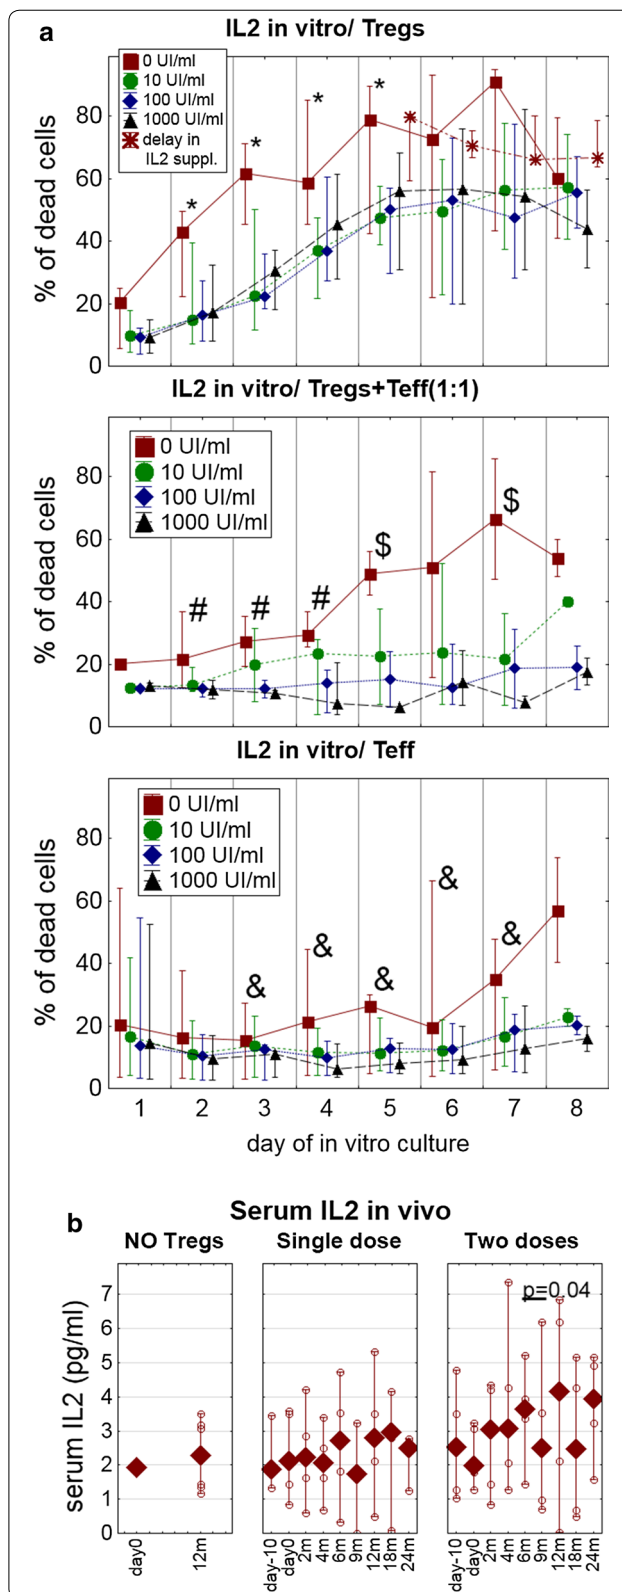 a
IL2 in vitro/ Tregs
0 UI/ml
10 UI/ml
100 UI/ml
1000 UI/ml
delay in
IL2 suppl.
* * * *
% of dead cells
80
60
40
20
0
IL2 in vitro/ Tregs+Teff(1:1)
0 UI/ml
10 UI/ml
100 UI/ml
1000 UI/ml
# # # $ $
% of dead cells
80
60
40
20
0
IL2 in vitro/ Teff
0 UI/ml
10 UI/ml
100 UI/ml
1000 UI/ml
& & & & &
% of dead cells
80
60
40
20
0
1 2 3 4 5 6 7 8
day of in vitro culture
b
Serum IL2 in vivo
NO Tregs Single dose Two doses
p=0.04
serum IL2 (pg/ml)
7
6
5
4
3
2
1
0
day0 12m
day-10 day0 2m 4m 6m 9m 12m 18m 24m
day-10 day0 2m 4m 6m 9m 12m 18m 24m